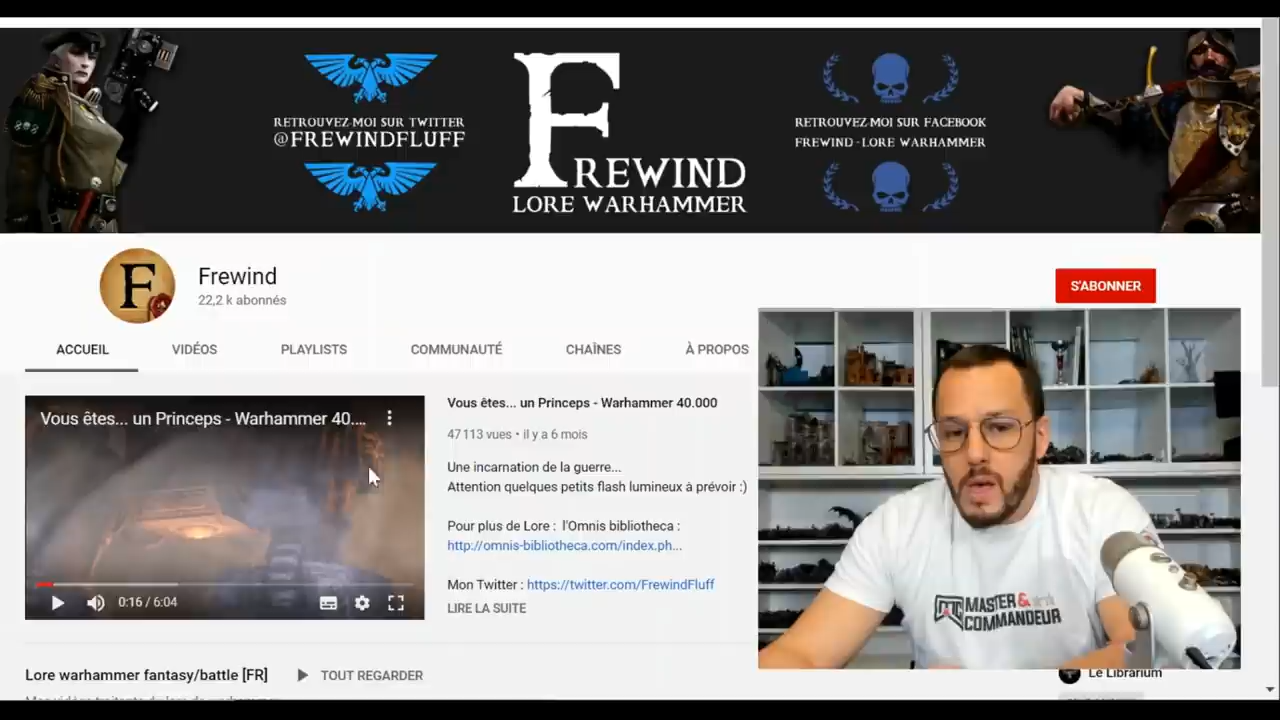 RETROUVEZ-MOI SUR TWITTER
@FREWINDFLUFF
FREWIND
LORE WARHAMMER
RETROUVEZ-MOI SUR FACEBOOK
FREWIND - LORE WARHAMMER
F
Frewind
22,2 k abonnés
S'ABONNER
ACCUEIL
VIDÉOS
PLAYLISTS
COMMUNAUTÉ
CHAÎNES
À PROPOS
Vous êtes... un Princeps - Warhammer 40....
0:16 / 6:04
Vous êtes... un Princeps - Warhammer 40.000
47 113 vues • il y a 6 mois
Une incarnation de la guerre...
Attention quelques petits flash lumineux à prévoir :)
Pour plus de Lore : l'Omnis bibliotheca :
http://omnis-bibliotheca.com/index.ph...
Mon Twitter : https://twitter.com/FrewindFluff
LIRE LA SUITE
MASTER &
COMMANDEUR
Lore warhammer fantasy/battle [FR]
TOUT REGARDER
Le Librarium